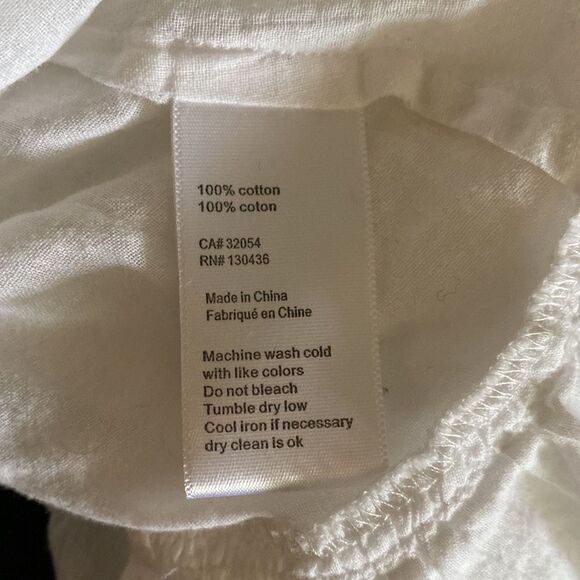 100% cotton
100% coton
CA# 32054
RN# 130436
Made in China
Fabriqué en Chine
Machine wash cold
with like colors
Do not bleach
Tumble dry low
Cool iron if necessary
dry clean is ok